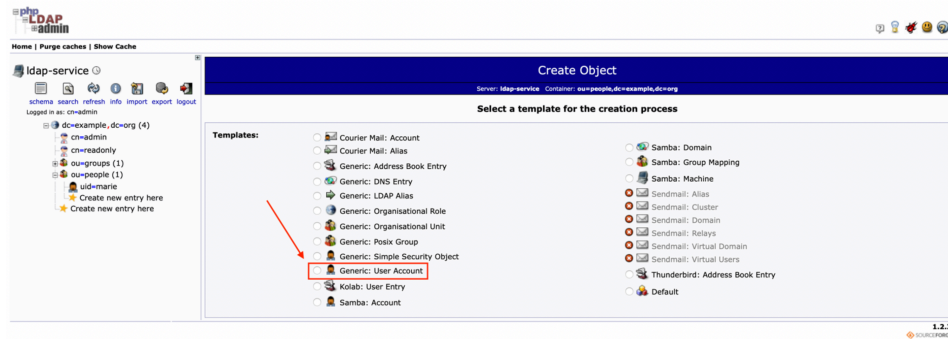 php
LDAP
admin
Home | Purge caches | Show Cache
ldap-service
schema search refresh info import export logout
Logged in as: cn=admin
dc=example,dc=org (4)
cn=admin
cn=readonly
ou=groups (1)
ou=people (1)
uid=marie
Create new entry here
Create new entry here
Create Object
Server: ldap-service Container: ou=people,dc=example,dc=org
Select a template for the creation process
Templates:
Courier Mail: Account
Courier Mail: Alias
Generic: Address Book Entry
Generic: DNS Entry
Generic: LDAP Alias
Generic: Organisational Role
Generic: Organisational Unit
Generic: Posix Group
Generic: Simple Security Object
Generic: User Account
Kolab: User Entry
Samba: Account
Samba: Domain
Samba: Group Mapping
Samba: Machine
Sendmail: Alias
Sendmail: Cluster
Sendmail: Domain
Sendmail: Relays
Sendmail: Virtual Domain
Sendmail: Virtual Users
Thunderbird: Address Book Entry
Default
1.2.